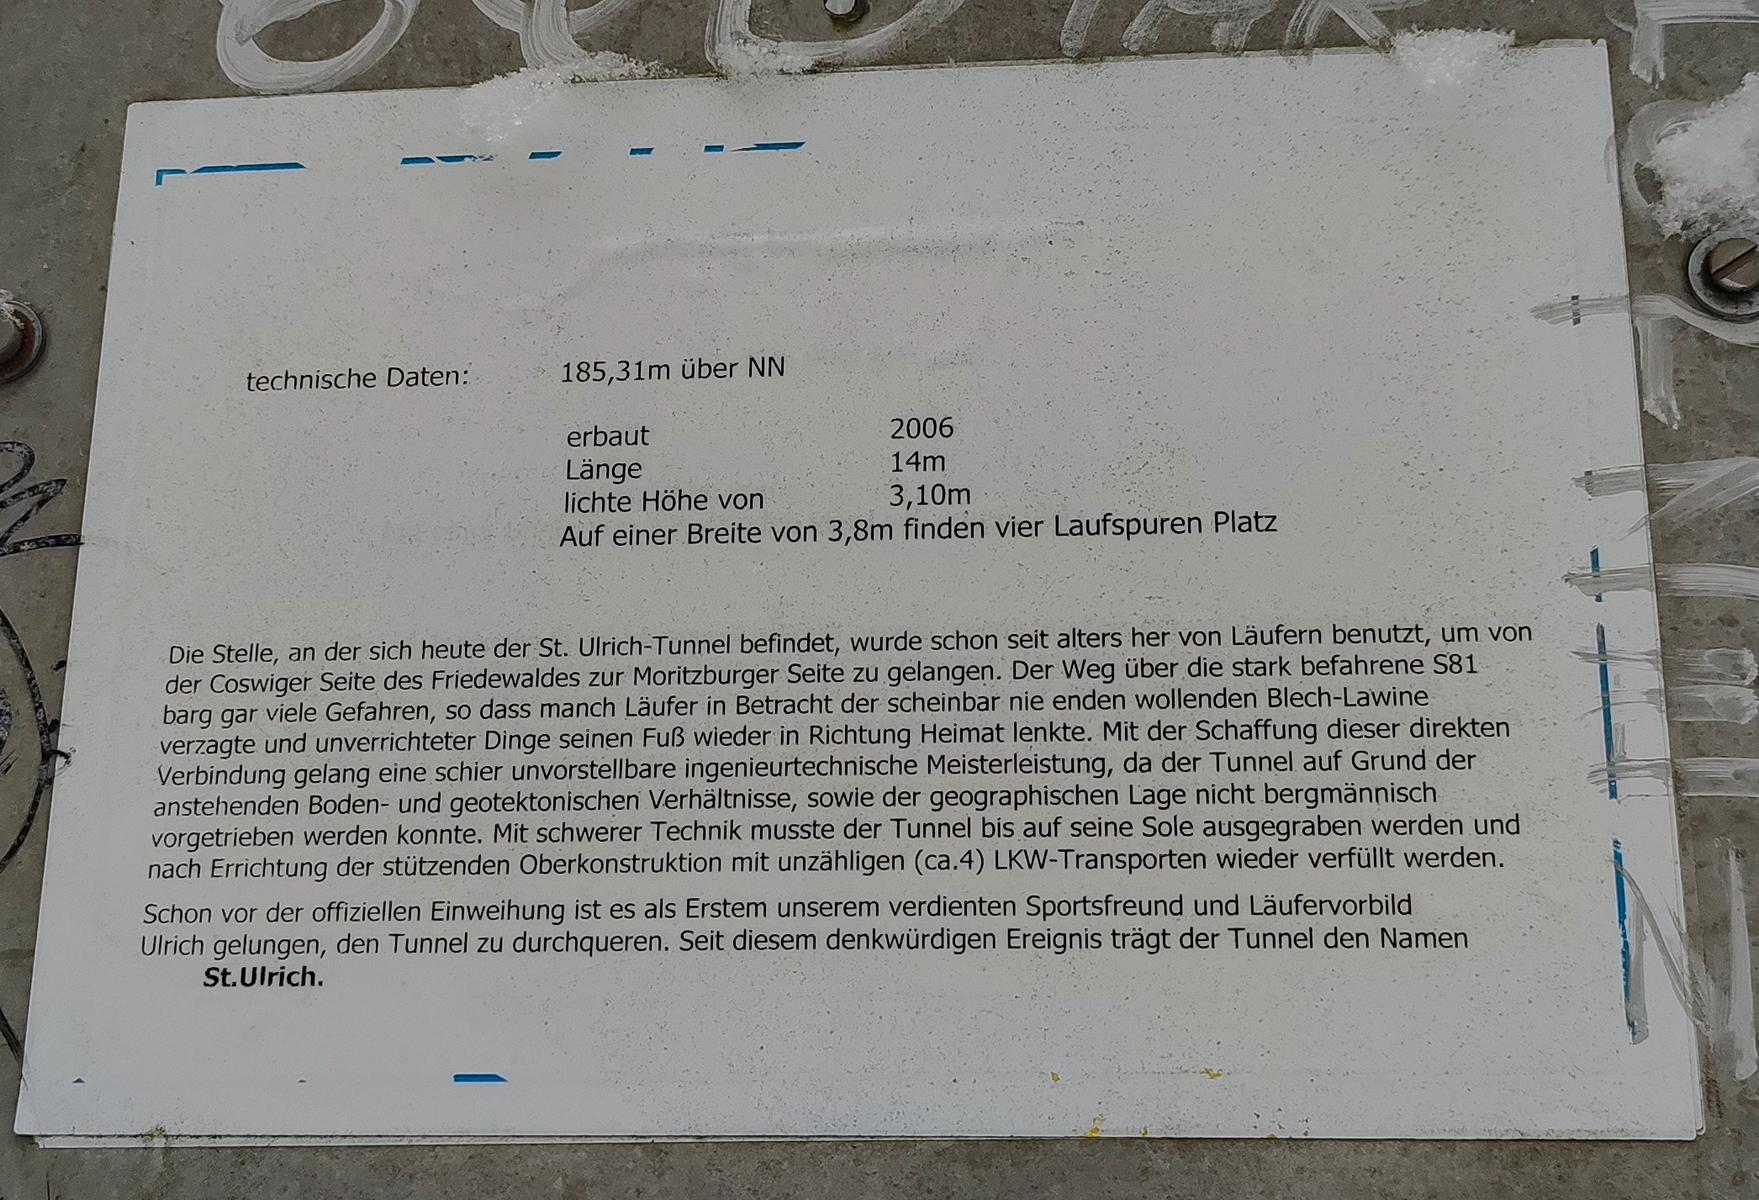 technische Daten: 185,31m über NN
erbaut 2006
Länge 14m
lichte Höhe von 3,10m
Auf einer Breite von 3,8m finden vier Laufspuren Platz
Die Stelle, an der sich heute der St. Ulrich-Tunnel befindet, wurde schon seit alters her von Läufern benutzt, um von
der Coswiger Seite des Friedewaldes zur Moritzburger Seite zu gelangen. Der Weg über die stark befahrene S81
barg gar viele Gefahren, so dass manch Läufer in Betracht der scheinbar nie enden wollenden Blech-Lawine
verzagte und unverrichteter Dinge seinen Fuß wieder in Richtung Heimat lenkte. Mit der Schaffung dieser direkten
Verbindung gelang eine schier unvorstellbare ingenieurtechnische Meisterleistung, da der Tunnel auf Grund der
anstehenden Boden- und geotektonischen Verhältnisse, sowie der geographischen Lage nicht bergmännisch
vorgetrieben werden konnte. Mit schwerer Technik musste der Tunnel bis auf seine Sole ausgegraben werden und
nach Errichtung der stützenden Oberkonstruktion mit unzähligen (ca.4) LKW-Transporten wieder verfüllt werden.
Schon vor der offiziellen Einweihung ist es als Erstem unserem verdienten Sportsfreund und Läufervorbild
Ulrich gelungen, den Tunnel zu durchqueren. Seit diesem denkwürdigen Ereignis trägt der Tunnel den Namen
St.Ulrich.